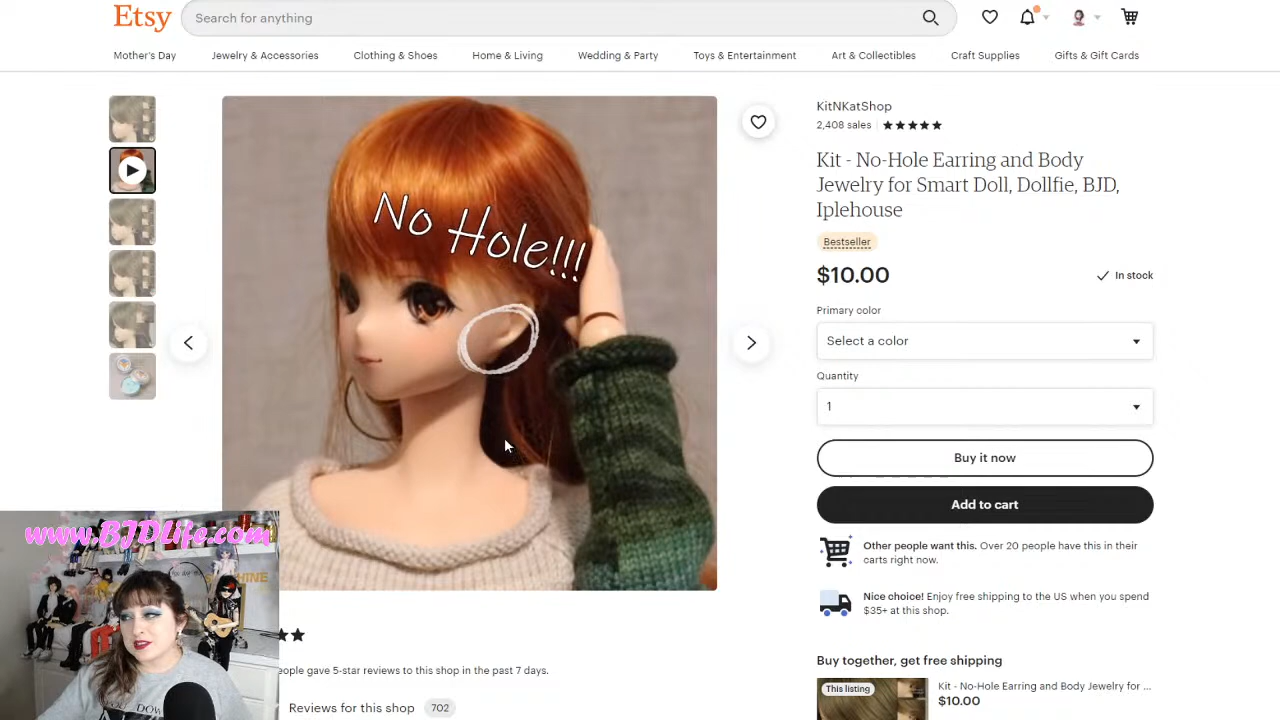 Etsy
Search for anything
Mother's Day
Jewelry & Accessories
Clothing & Shoes
Home & Living
Wedding & Party
Toys & Entertainment
Art & Collectibles
Craft Supplies
Gifts & Gift Cards
No Hole!!!
KitNKatShop
2,408 sales
Kit - No-Hole Earring and Body
Jewelry for Smart Doll, Dollfie, BJD,
Iplehouse
Bestseller
$10.00
In stock
Primary color
Select a color
Quantity
1
Buy it now
Add to cart
Other people want this. Over 20 people have this in their
carts right now.
Nice choice! Enjoy free shipping to the US when you spend
$35+ at this shop.
Buy together, get free shipping
This listing
Kit - No-Hole Earring and Body Jewelry for ...
$10.00
www.BJDLife.com
eople gave 5-star reviews to this shop in the past 7 days.
Reviews for this shop
702